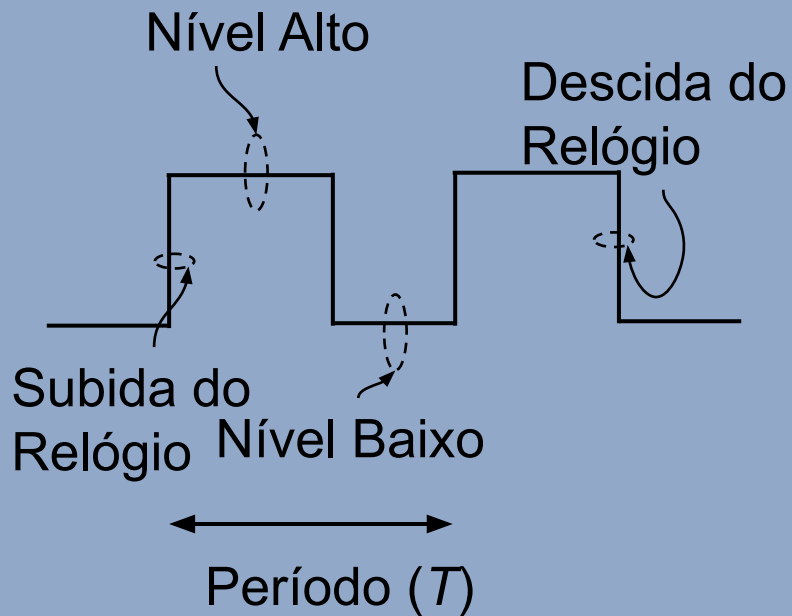 Nível Alto
Descida do
Relógio
Subida do
Relógio
Nível Baixo
Período (T)